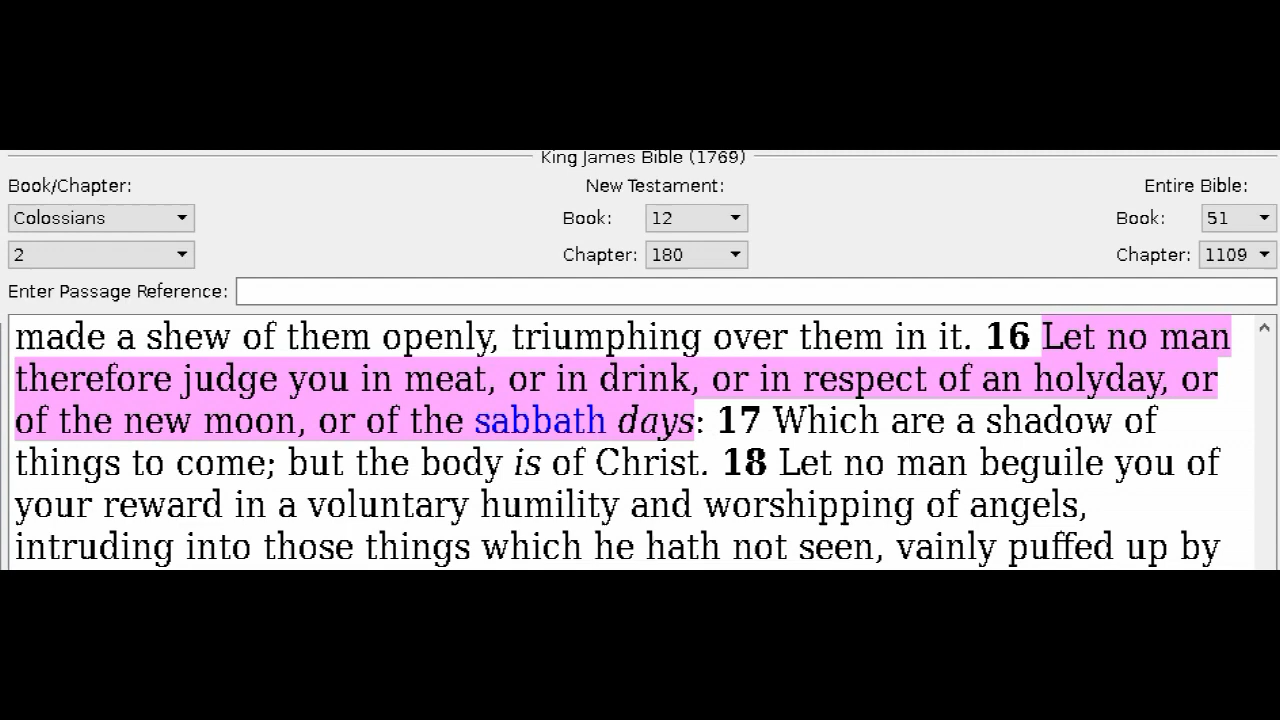 King James Bible (1769)
Book/Chapter: New Testament: Entire Bible:
Colossians Book: 12 Book: 51
2 Chapter: 180 Chapter: 1109
Enter Passage Reference:
made a shew of them openly, triumphing over them in it. 16 Let no man
therefore judge you in meat, or in drink, or in respect of an holyday, or
of the new moon, or of the sabbath days: 17 Which are a shadow of
things to come; but the body is of Christ. 18 Let no man beguile you of
your reward in a voluntary humility and worshipping of angels,
intruding into those things which he hath not seen, vainly puffed up by